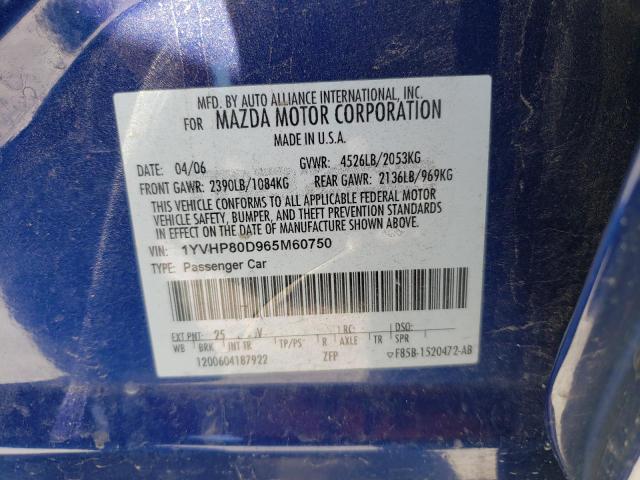 MFD. BY AUTO ALLIANCE INTERNATIONAL, INC.
FOR MAZDA MOTOR CORPORATION
MADE IN U.S.A.
DATE: 04/06 GVWR: 4526LB/2053KG
FRONT GAWR: 2390LB/1084KG REAR GAWR: 2136LB/969KG
THIS VEHICLE CONFORMS TO ALL APPLICABLE FEDERAL MOTOR
VEHICLE SAFETY, BUMPER, AND THEFT PREVENTION STANDARDS
IN EFFECT ON THE DATE OF MANUFACTURE SHOWN ABOVE.
VIN: 1YVHP80D965M60750
TYPE: Passenger Car
EXT PNT: 25 RC: DSO:
WB BRK INT TR TP/PS R AXLE TR SPR
1200604187922 ZFP F85B-1520472-AB